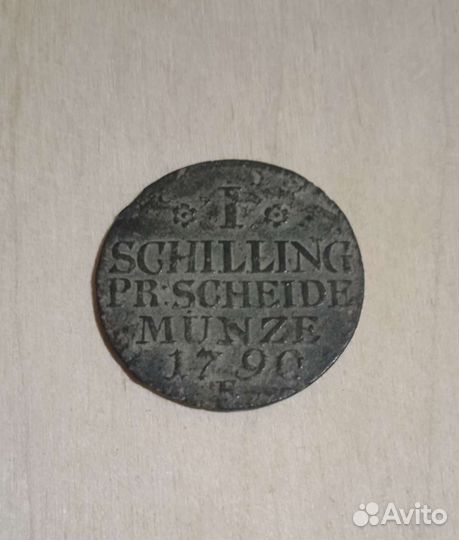 I
SCHILLING
PR:SCHEIDE
MUNZE
1790
E
Avito